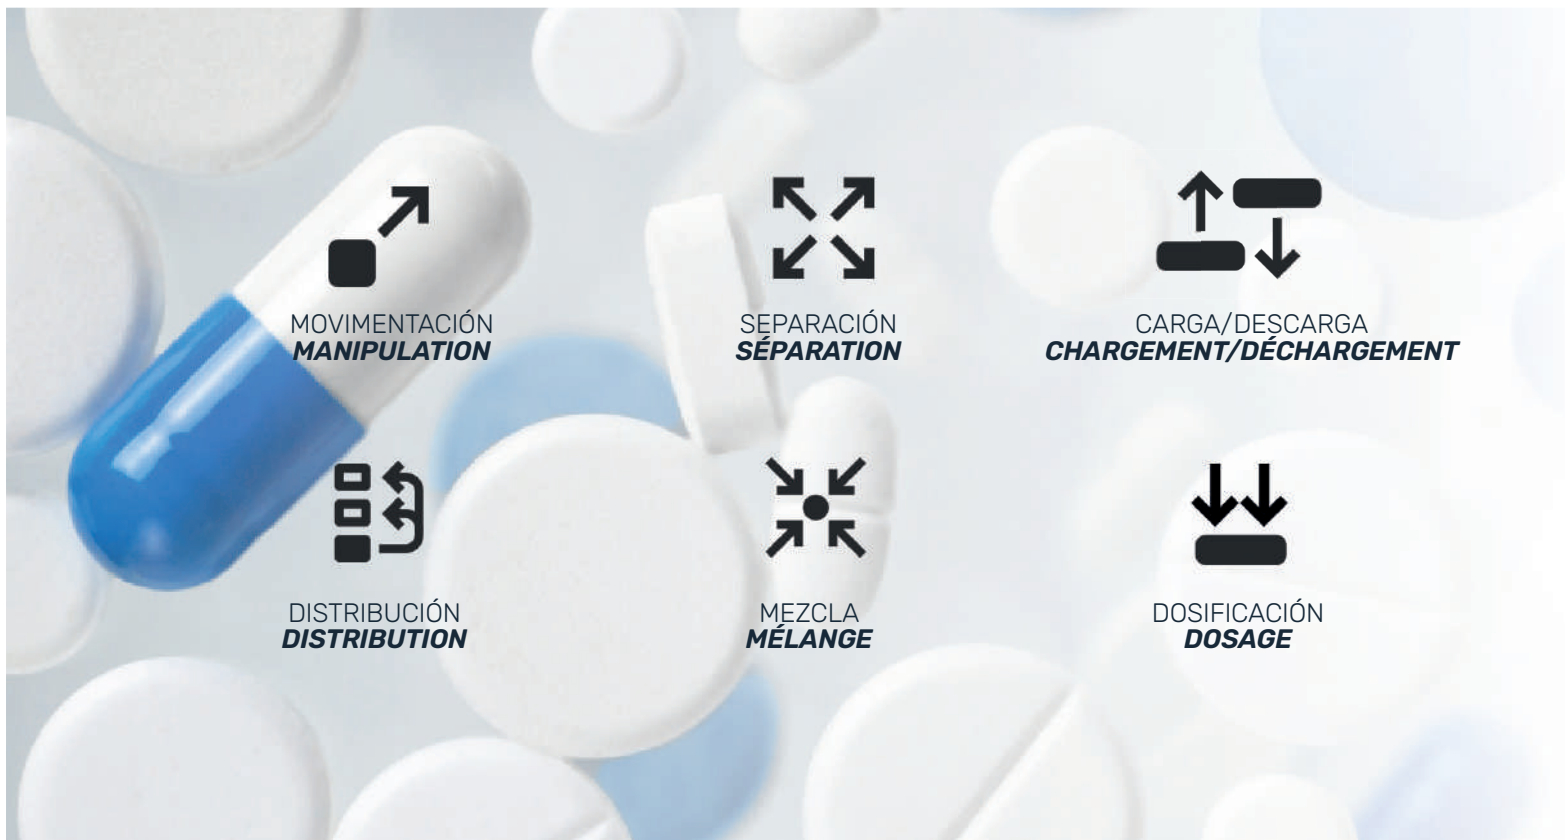 MOVIMENTACIÓN
MANIPULATION
SEPARACIÓN
SÉPARATION
CARGA/DESCARGA
CHARGEMENT/DÉCHARGEMENT
DISTRIBUCIÓN
DISTRIBUTION
MEZCLA
MÉLANGE
DOSIFICACIÓN
DOSAGE